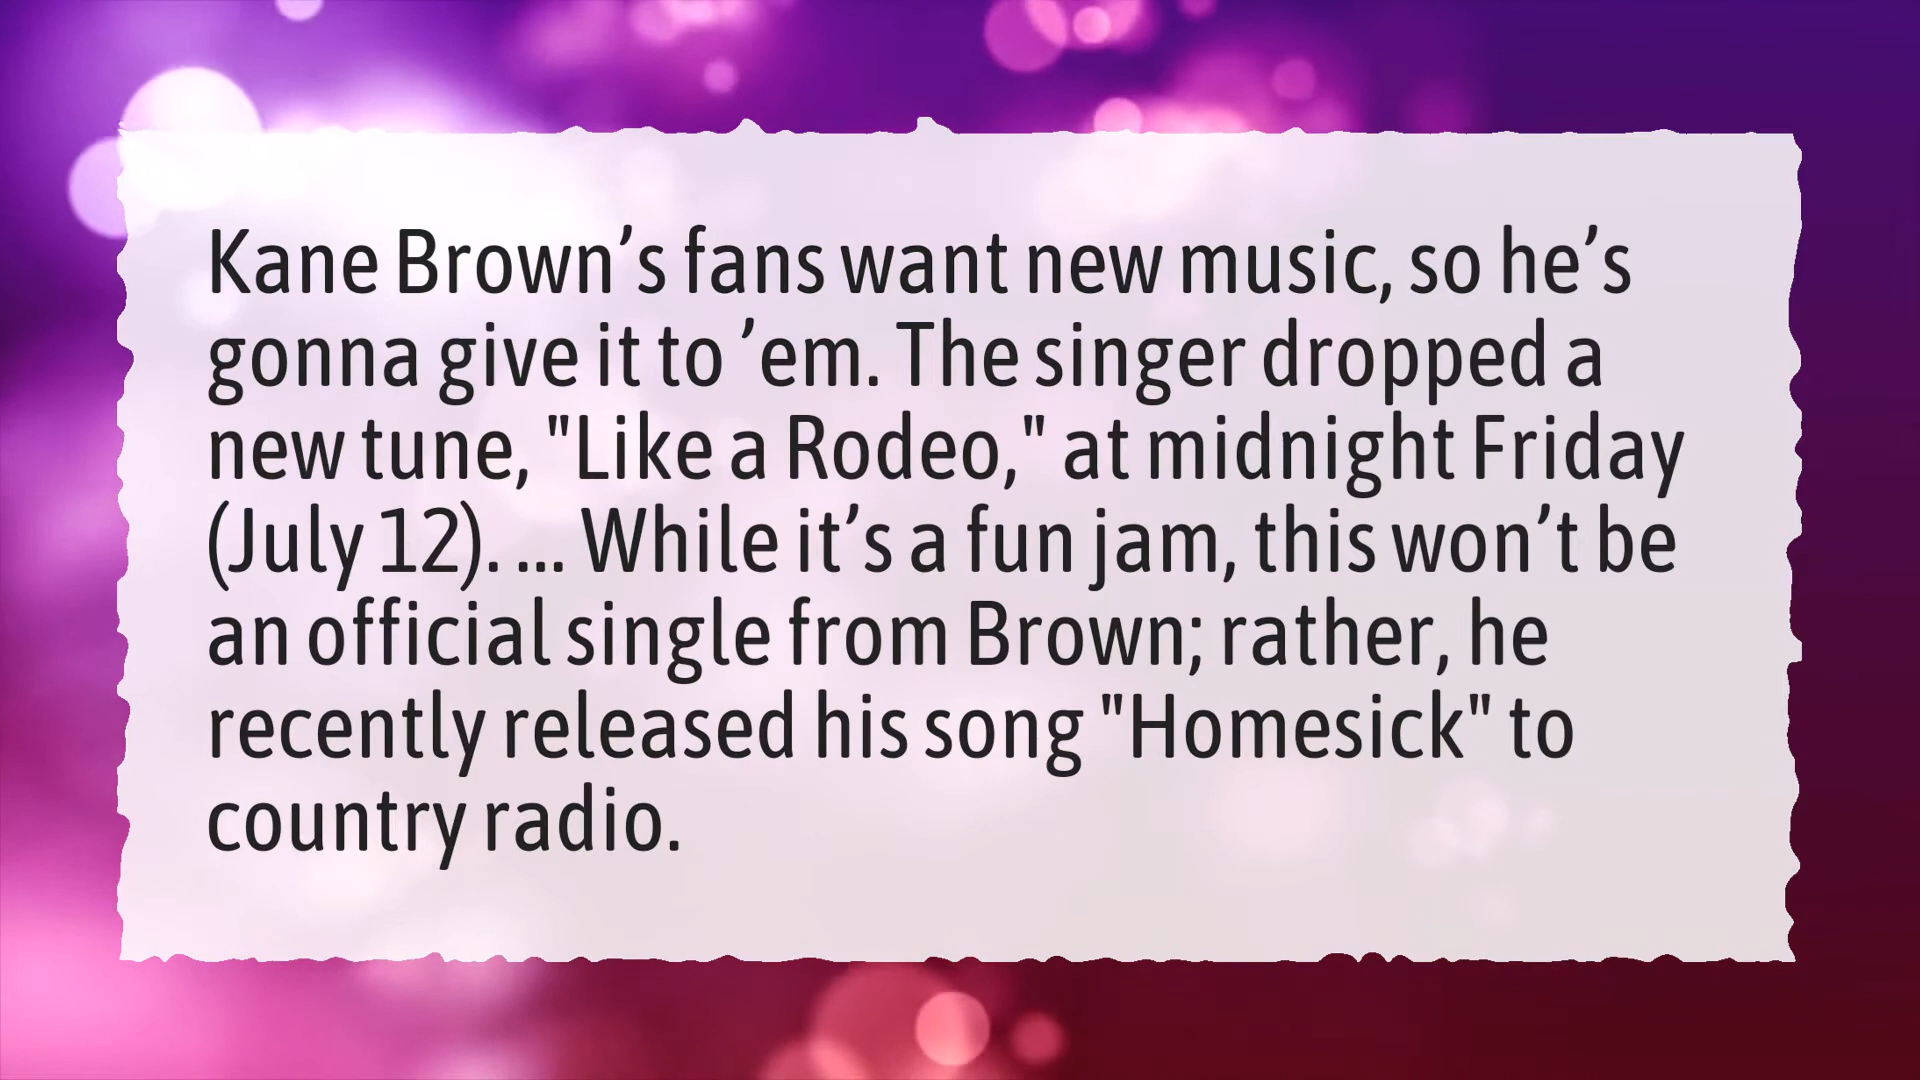 Kane Brown’s fans want new music, so he’s
gonna give it to ’em. The singer dropped a
new tune, "Like a Rodeo," at midnight Friday
(July 12). ... While it’s a fun jam, this won’t be
an official single from Brown; rather, he
recently released his song "Homesick" to
country radio.